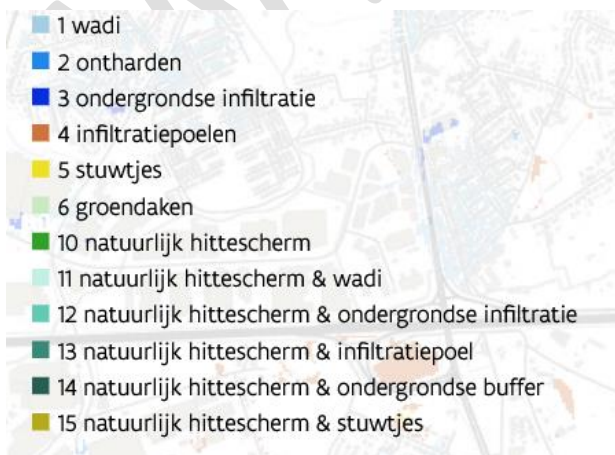 1 wadi
2 ontharden
3 ondergrondse infiltratie
4 infiltratiepoelen
5 stuwtjes
6 groendaken
10 natuurlijk hittescherm
11 natuurlijk hittescherm & wadi
12 natuurlijk hittescherm & ondergrondse infiltratie
13 natuurlijk hittescherm & infiltratiepoel
14 natuurlijk hittescherm & ondergrondse buffer
15 natuurlijk hittescherm & stuwtjes